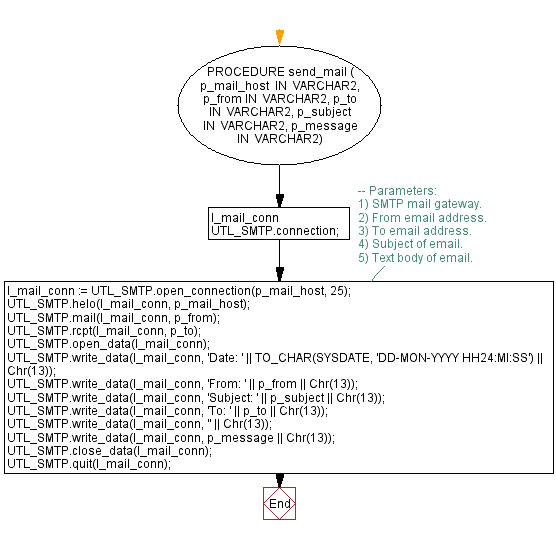 PROCEDURE send_mail (
p_mail_host IN VARCHAR2,
p_from IN VARCHAR2, p_to
IN VARCHAR2, p_subject
IN VARCHAR2, p_message
IN VARCHAR2)
-- Parameters:
1) SMTP mail gateway.
2) From email address.
3) To email address.
4) Subject of email.
5) Text body of email.
l_mail_conn
UTL_SMTP.connection;
l_mail_conn := UTL_SMTP.open_connection(p_mail_host, 25);
UTL_SMTP.helo(l_mail_conn, p_mail_host);
UTL_SMTP.mail(l_mail_conn, p_from);
UTL_SMTP.rcpt(l_mail_conn, p_to);
UTL_SMTP.open_data(l_mail_conn);
UTL_SMTP.write_data(l_mail_conn, 'Date: ' || TO_CHAR(SYSDATE, 'DD-MON-YYYY HH24:MI:SS') ||
Chr(13));
UTL_SMTP.write_data(l_mail_conn, 'From: ' || p_from || Chr(13));
UTL_SMTP.write_data(l_mail_conn, 'Subject: ' || p_subject || Chr(13));
UTL_SMTP.write_data(l_mail_conn, 'To: ' || p_to || Chr(13));
UTL_SMTP.write_data(l_mail_conn, '' || Chr(13));
UTL_SMTP.write_data(l_mail_conn, p_message || Chr(13));
UTL_SMTP.close_data(l_mail_conn);
UTL_SMTP.quit(l_mail_conn);
End